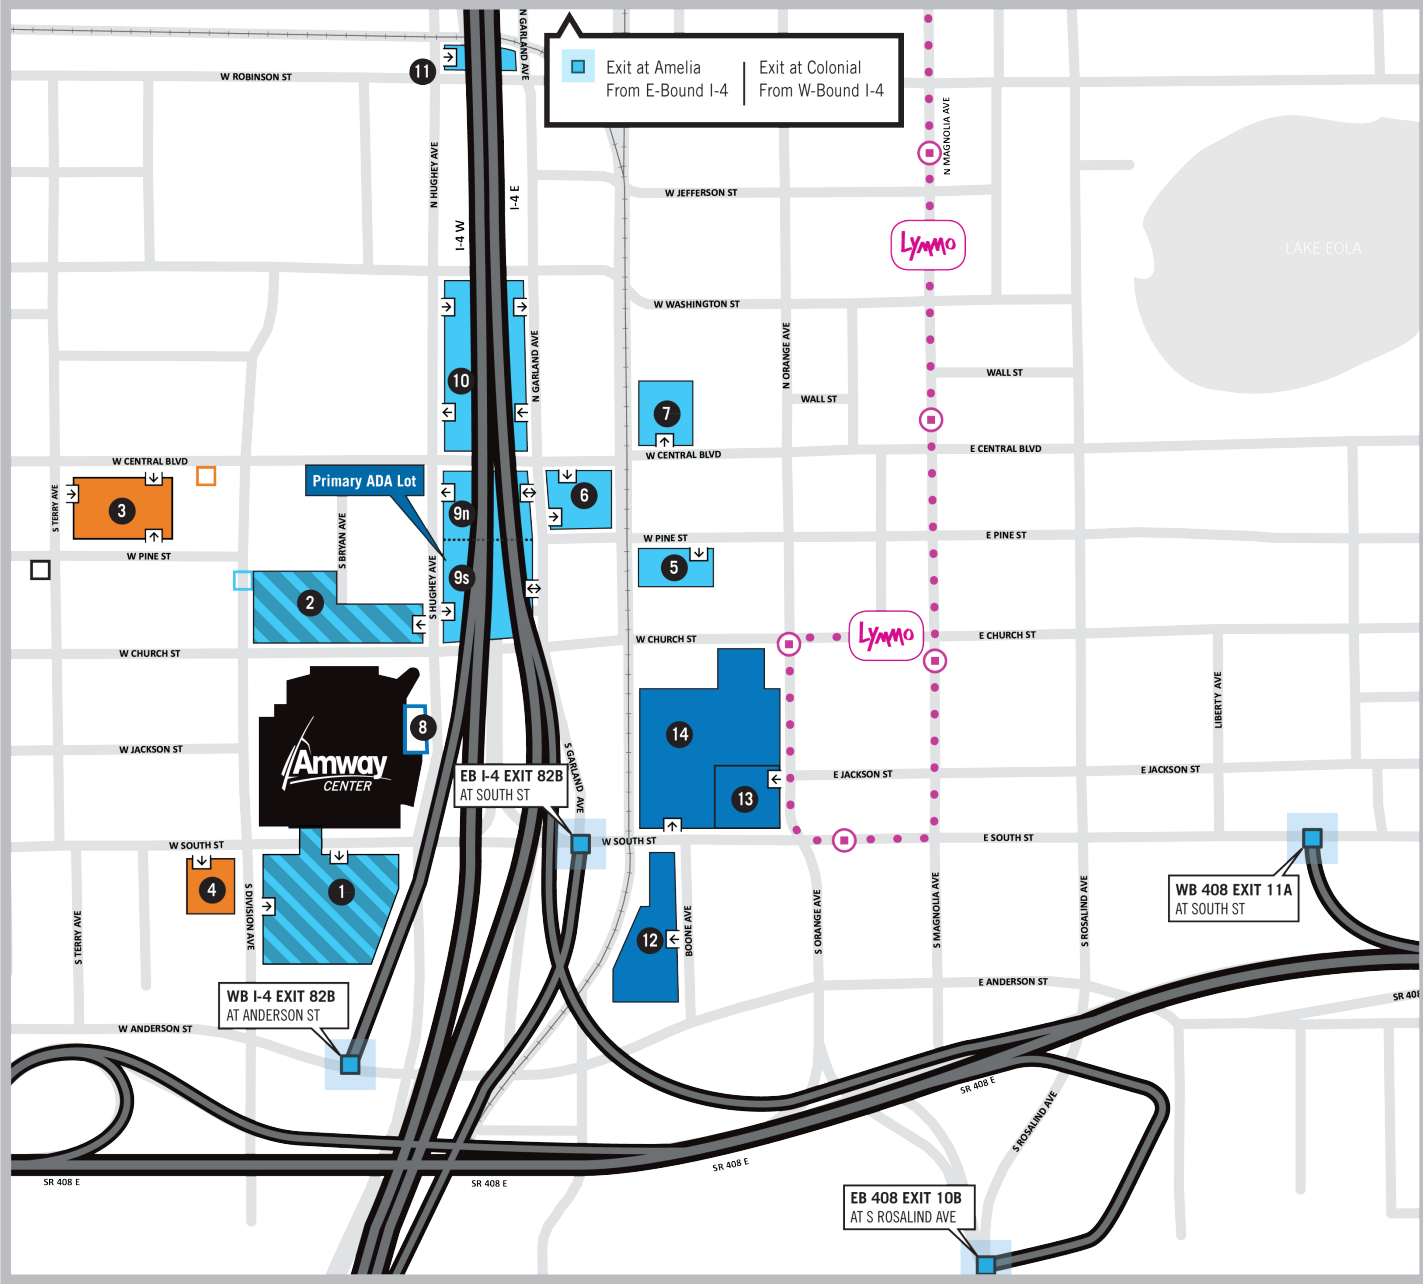 N GARLAND AVE
Exit at Amelia
From E-Bound I-4
Exit at Colonial
From W-Bound I-4
11
W ROBINSON ST
N MAGNOLIA AVE
N HUGHEY AVE
I-4 E
I-4 W
W JEFFERSON ST
Lymmo
LAKE EOLA
W WASHINGTON ST
N GARLAND AVE
N ORANGE AVE
10
WALL ST
WALL ST
7
W CENTRAL BLVD
E CENTRAL BLVD
W CENTRAL BLVD
Primary ADA Lot
S TERRY AVE
3
9n
6
S BRYAN AVE
W PINE ST
W PINE ST
E PINE ST
5
S HUGHEY AVE
9s
2
W CHURCH ST
W CHURCH ST
Lymmo
E CHURCH ST
LIBERTY AVE
8
14
Amway
CENTER
W JACKSON ST
S GARLAND AVE
EB I-4 EXIT 82B
AT SOUTH ST
E JACKSON ST
E JACKSON ST
13
W SOUTH ST
W SOUTH ST
E SOUTH ST
4
1
S DIVISION AVE
S TERRY AVE
12
BOONE AVE
S ORANGE AVE
S MAGNOLIA AVE
S ROSALIND AVE
WB 408 EXIT 11A
AT SOUTH ST
E ANDERSON ST
SR 408
WB I-4 EXIT 82B
AT ANDERSON ST
W ANDERSON ST
SR 408 E
S ROSALIND AVE
SR 408 E
SR 408 E
SR 408 E
EB 408 EXIT 10B
AT S ROSALIND AVE